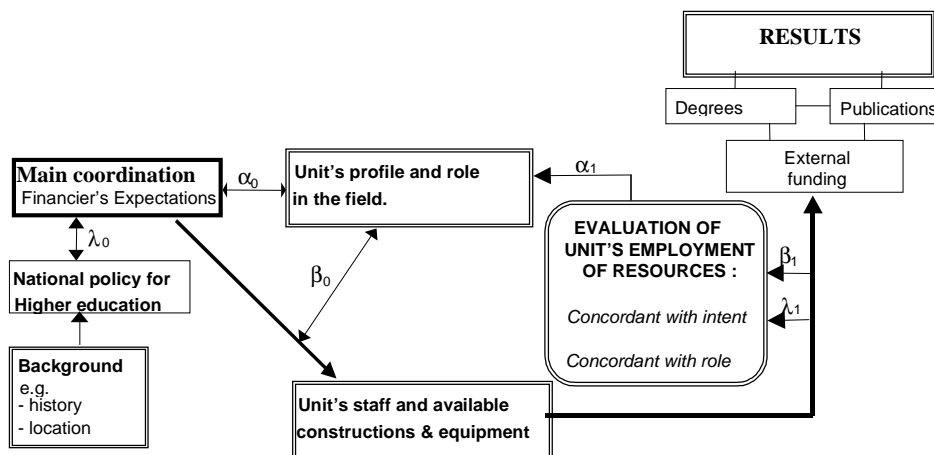 RESULTS
Degrees
Publications
External
funding
Main coordination
Financier's Expectations
α0
Unit's profile and role
in the field.
α1
λ0
National policy for
Higher education
β0
EVALUATION OF
UNIT'S EMPLOYMENT
OF RESOURCES :
Concordant with intent
Concordant with role
β1
λ1
Background
e.g.
- history
- location
Unit's staff and available
constructions & equipment